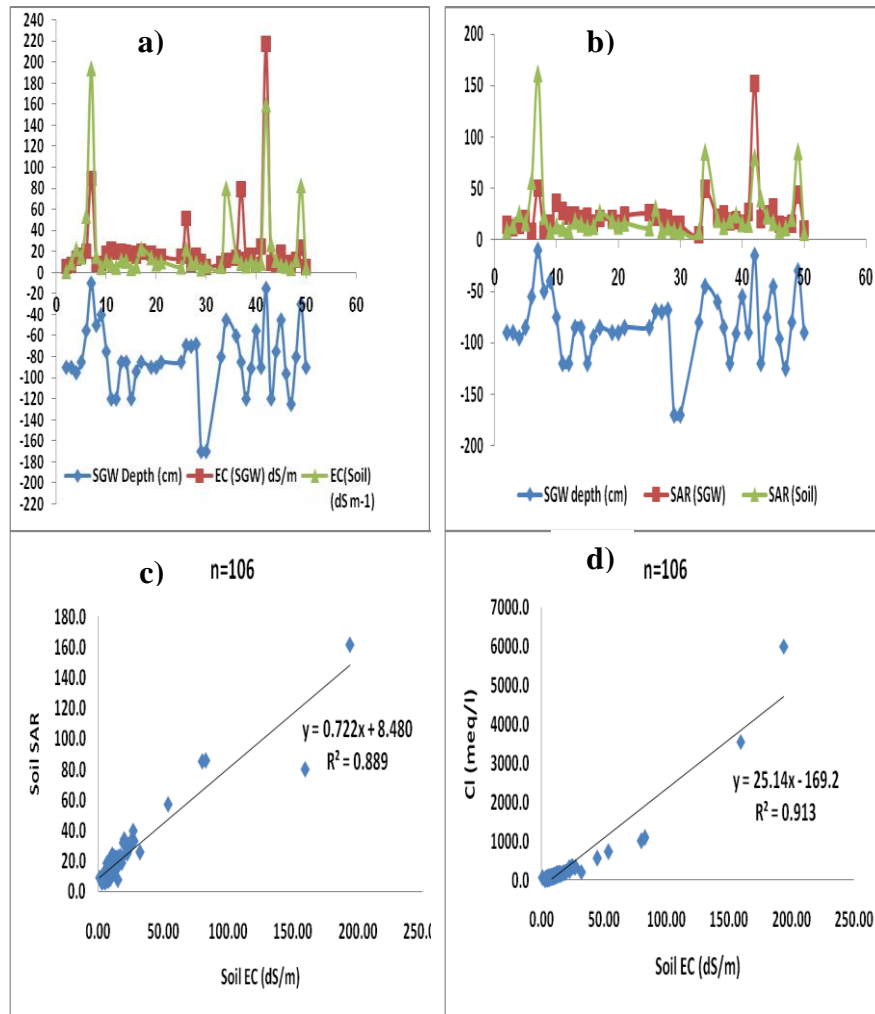 a)
240
220
200
180
160
140
120
100
80
60
40
20
0
-20
-40
-60
-80
-100
-120
-140
-160
-180
-200
-220
0 10 20 30 40 50 60
SGW Depth (cm) EC (SGW) dS/m EC(Soil)
(dS m-1)
b)
200
150
100
50
0
-50
-100
-150
-200
0 10 20 30 40 50 60
SGW depth (cm) SAR (SGW) SAR (Soil)
c)
n=106
180.0
160.0
140.0
120.0
100.0
80.0
60.0
40.0
20.0
0.0
Soil SAR
y = 0.722x + 8.480
R² = 0.889
0.00 50.00 100.00 150.00 200.00 250.0
Soil EC (dS/m)
d)
n=106
7000.0
6000.0
5000.0
4000.0
3000.0
2000.0
1000.0
0.0
Cl (meq/l)
y = 25.14x - 169.2
R² = 0.913
0.00 50.00 100.00 150.00 200.00 250.0
Soil EC (dS/m)